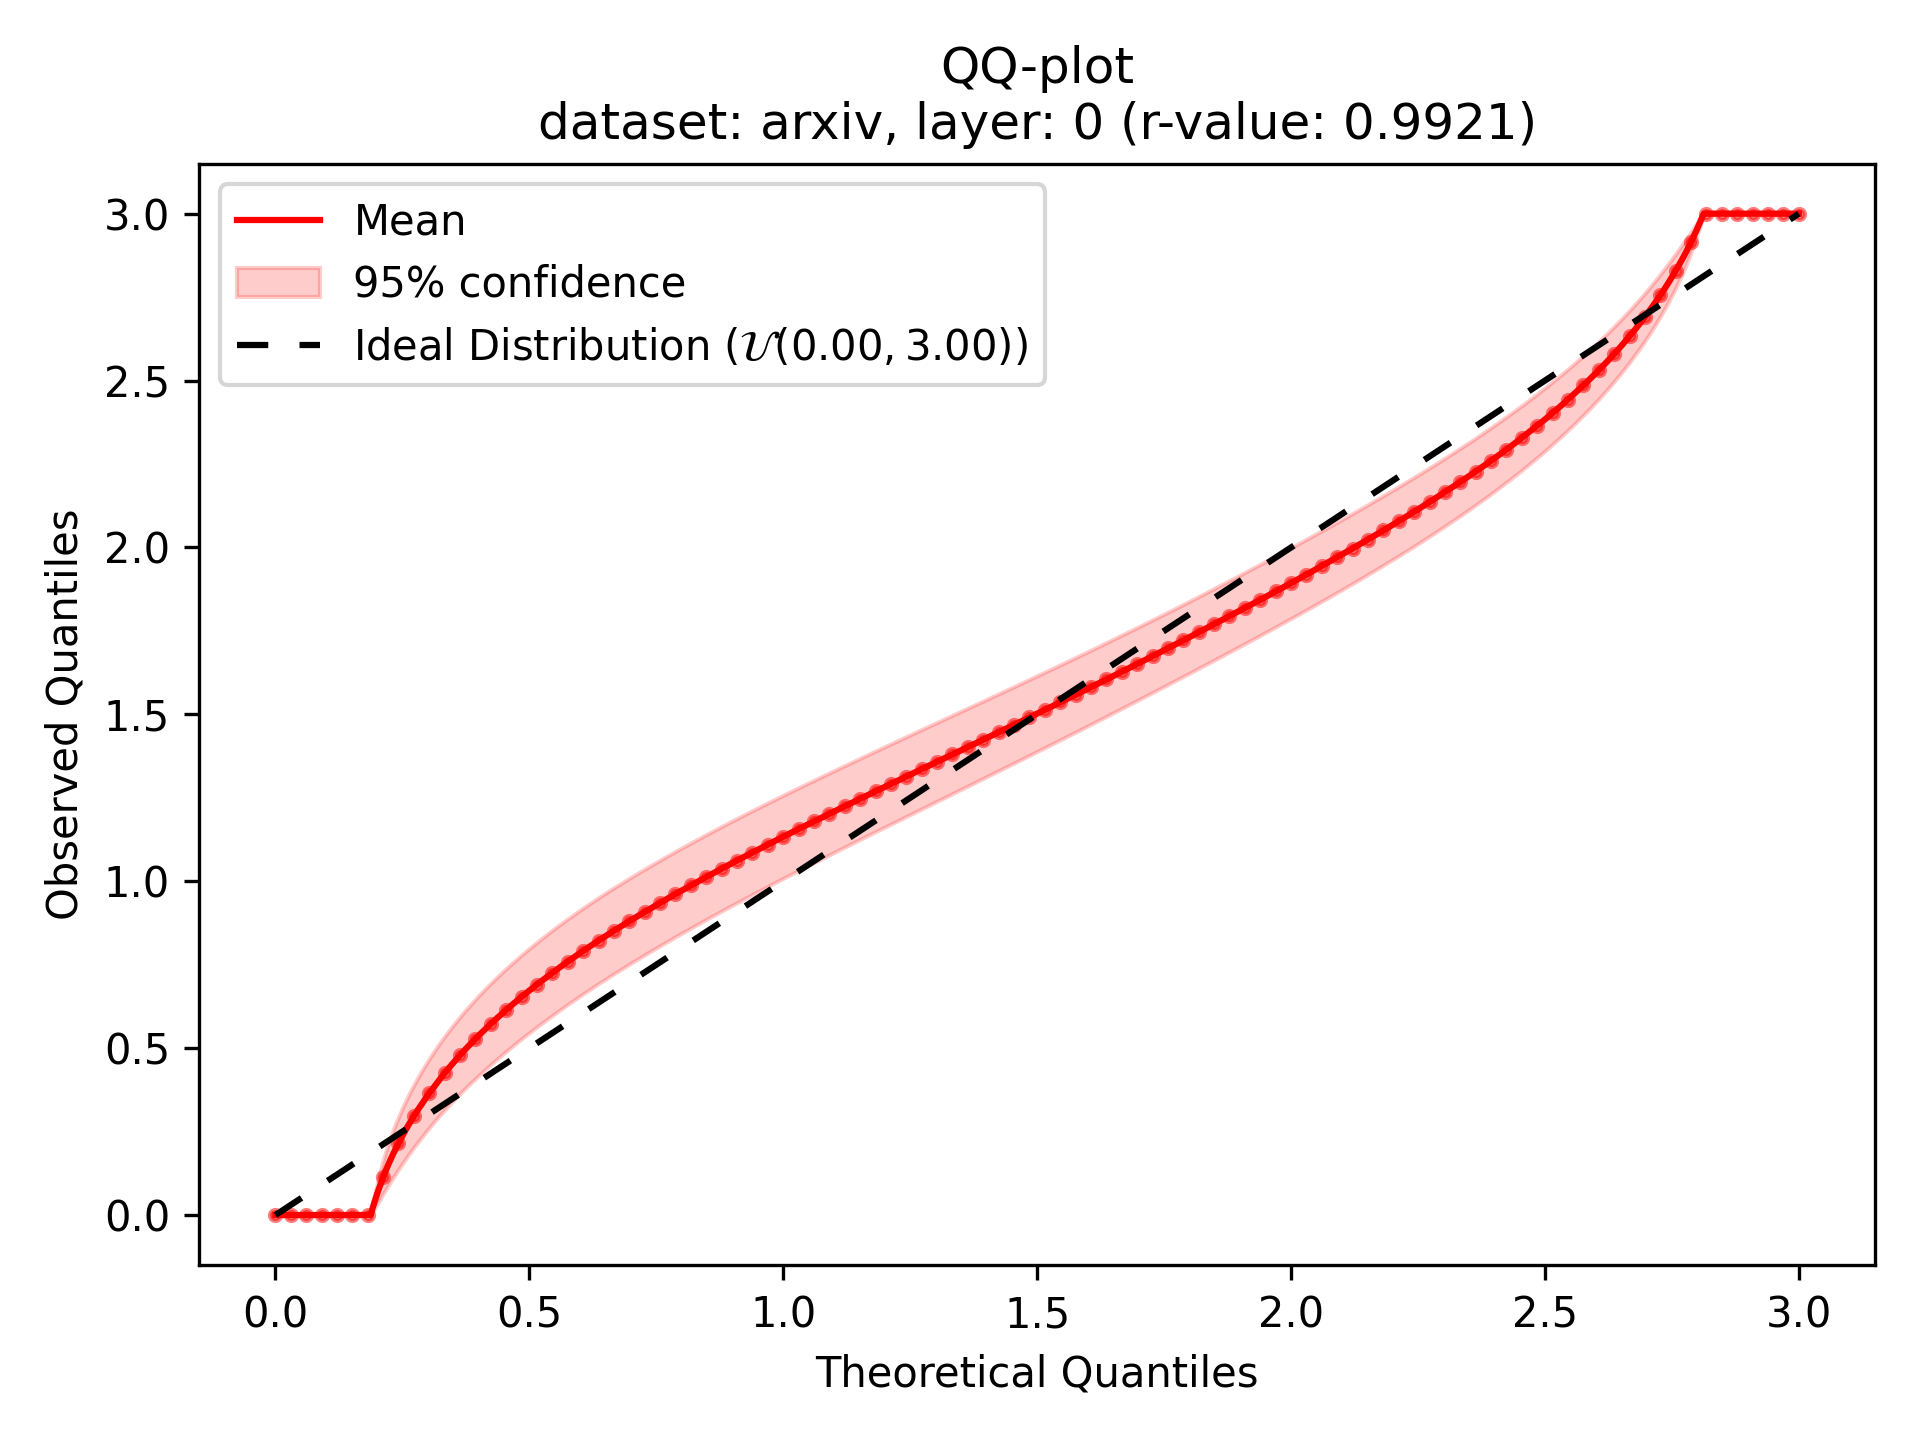 QQ-plot
dataset: arxiv, layer: 0 (r-value: 0.9921)
Mean
95% confidence
Ideal Distribution (𝒰(0.00, 3.00))
3.0
2.5
2.0
1.5
1.0
0.5
0.0
Observed Quantiles
0.0 0.5 1.0 1.5 2.0 2.5 3.0
Theoretical Quantiles